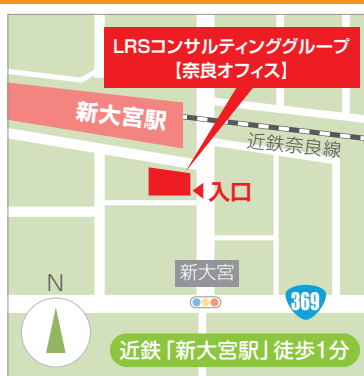 LRSコンサルティンググループ
【奈良オフィス】
新大宮駅
近鉄奈良線
入口
新大宮
N
369
近鉄「新大宮駅」徒歩1分